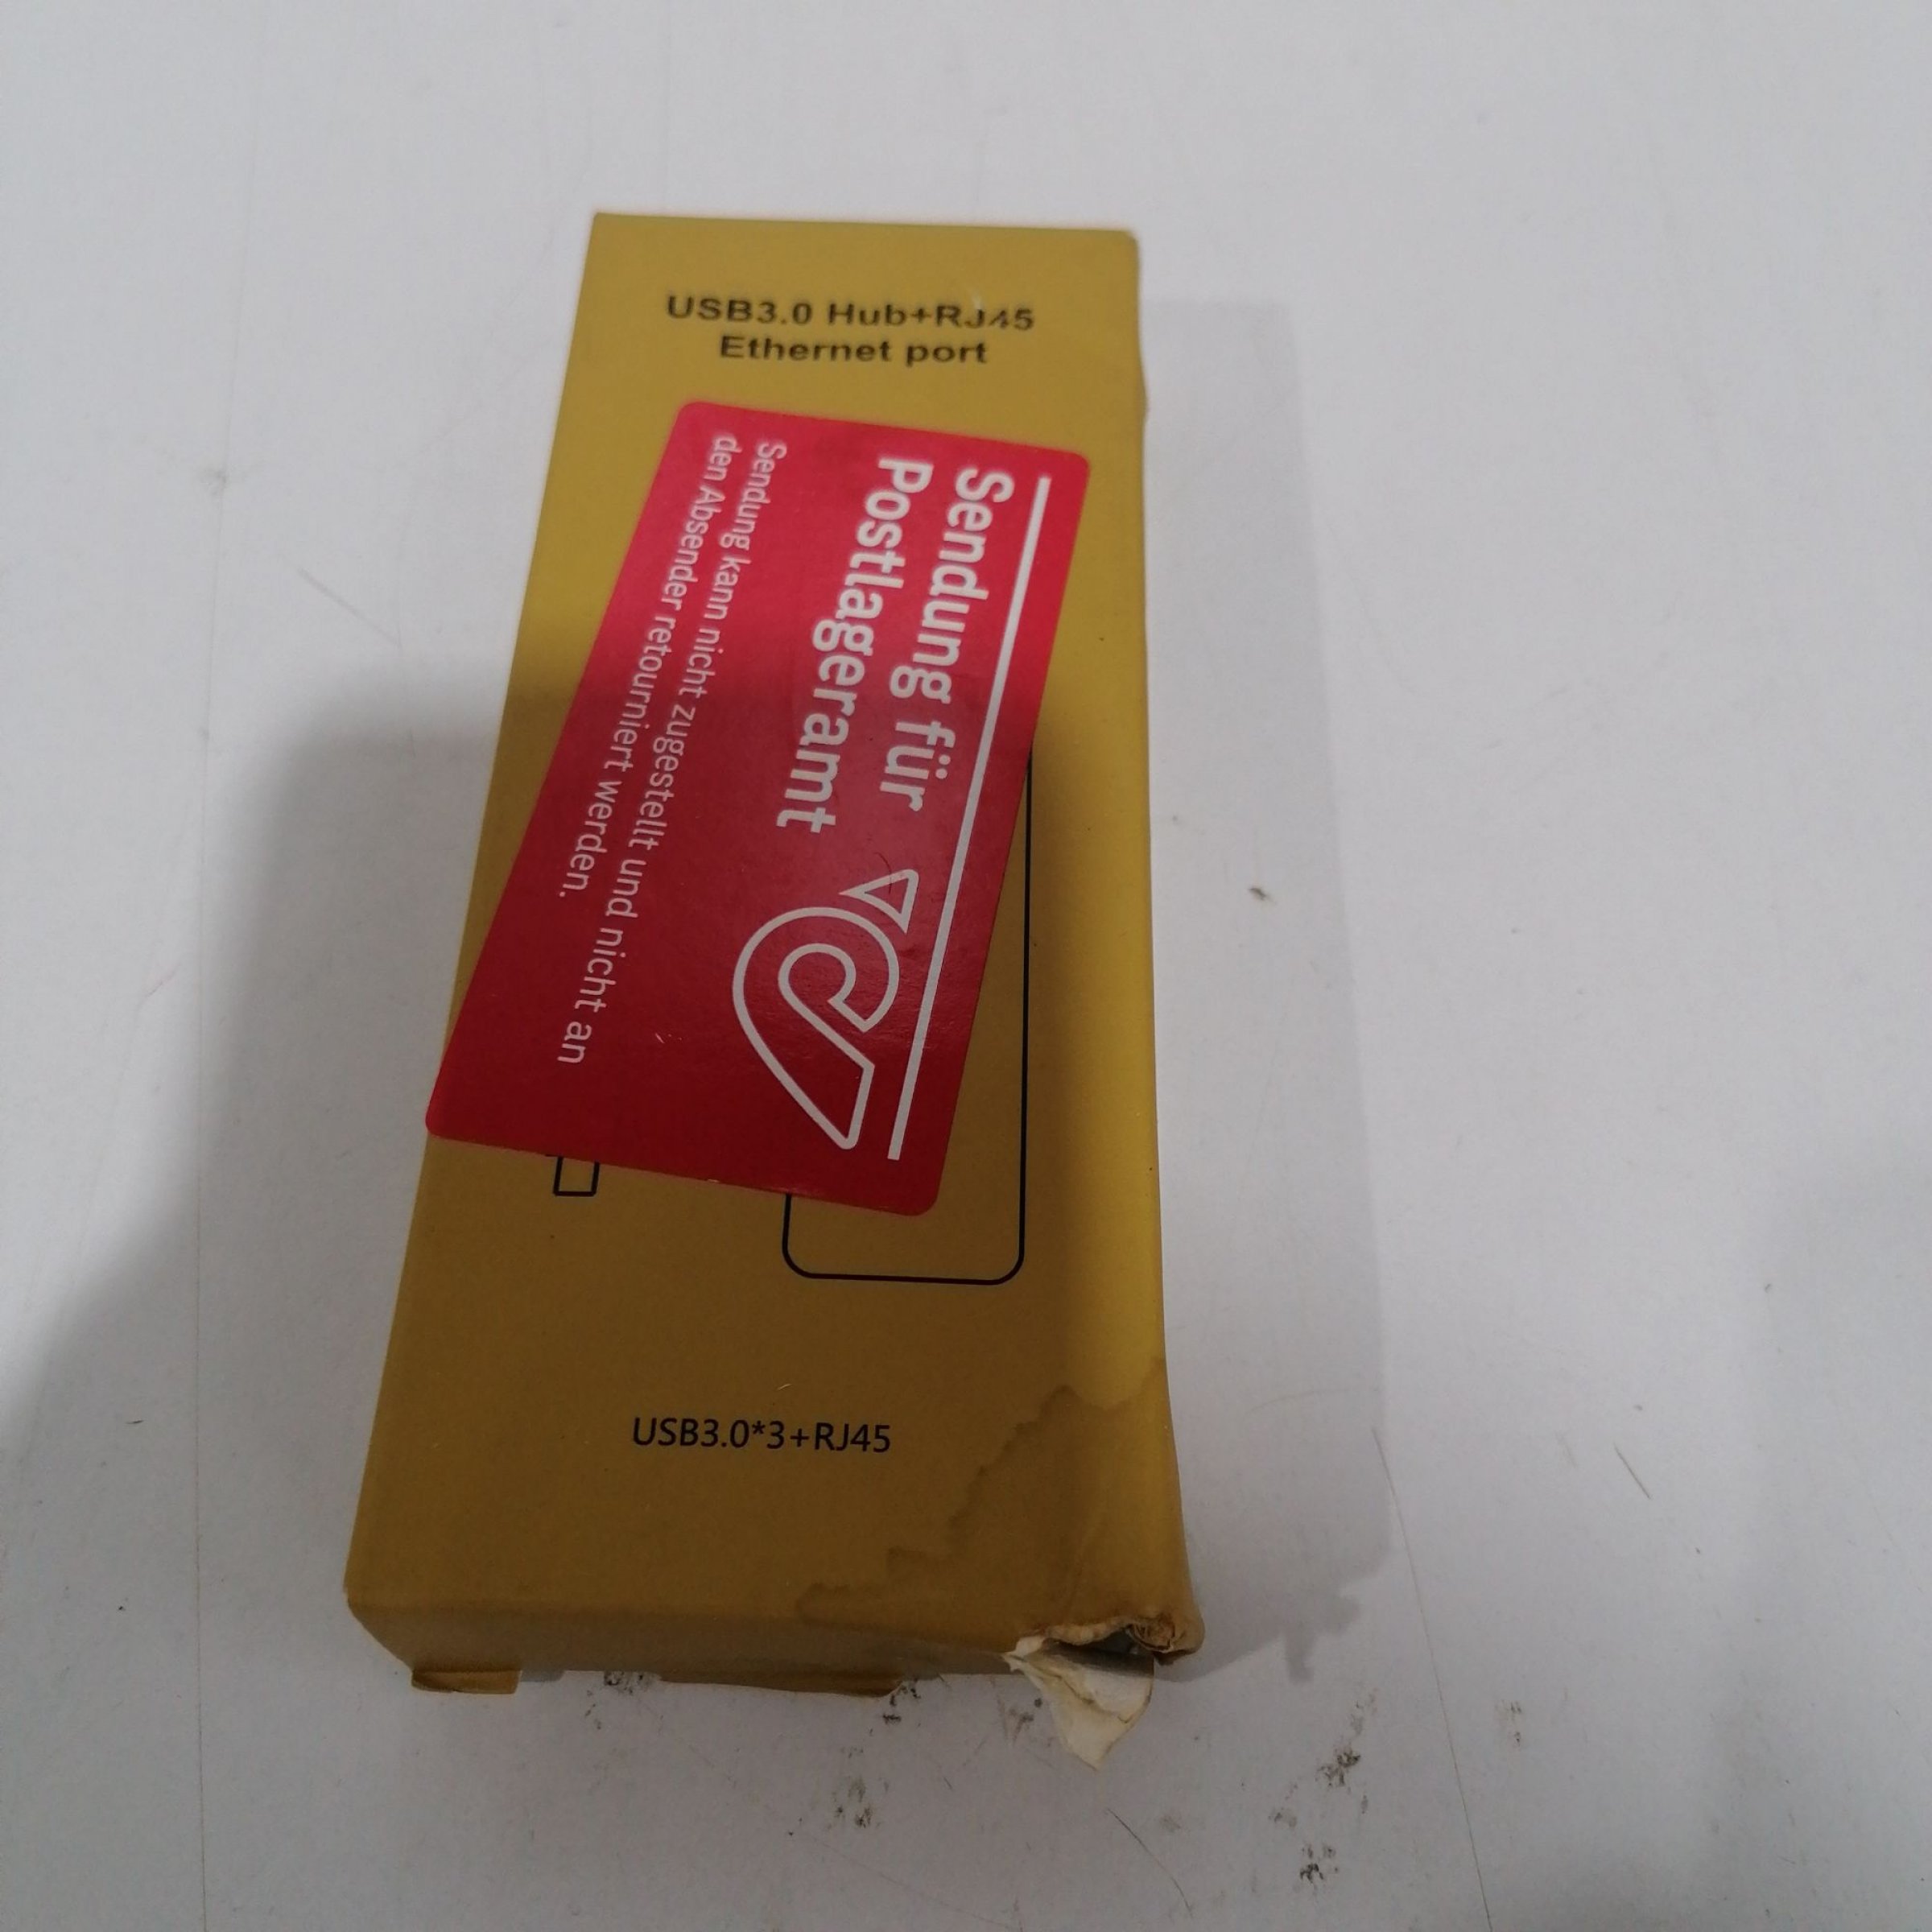 USB3.0 Hub+RJ45
Ethernet port
Sendung für
Postlageramt
Sendung kann nicht zugestellt und nicht an
den Absender retourniert werden.
USB3.0*3+RJ45